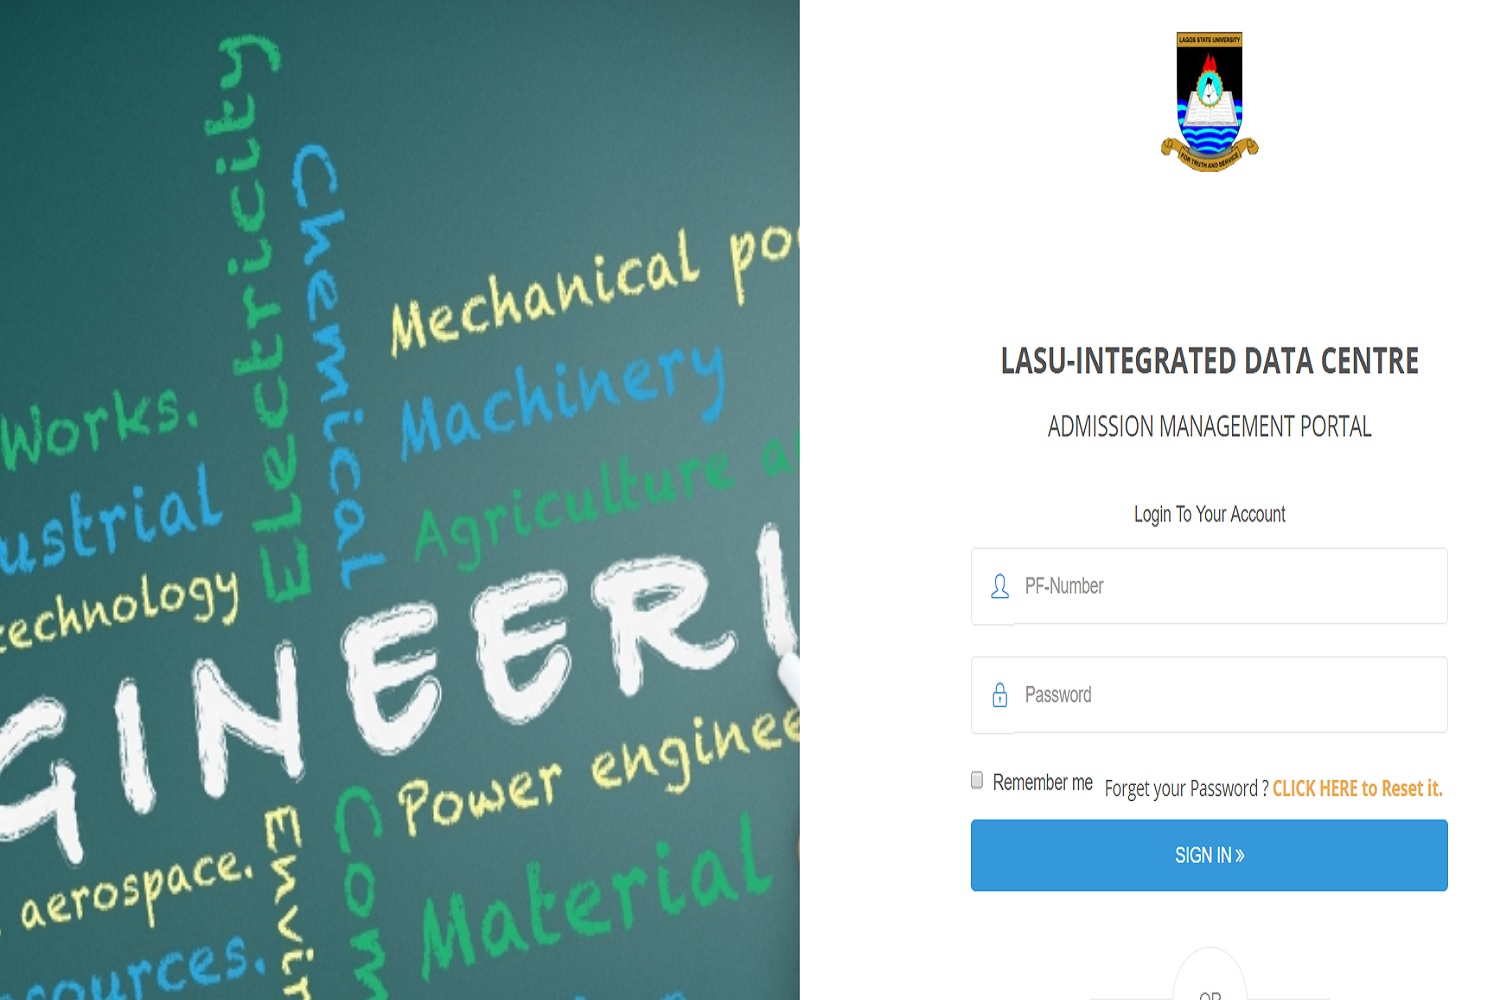 Electricity
Chemical
Mechanical po
Machinery
Agriculture a
Works.
ustrial
technology
GINEERI
Power enginee
Material
Envir
Com
aerospace.
sources.
LAGOS STATE UNIVERSITY
FOR TRUTH AND SERVICE
LASU-INTEGRATED DATA CENTRE
ADMISSION MANAGEMENT PORTAL
Login To Your Account
PF-Number
Password
Remember me Forget your Password ? CLICK HERE to Reset it.
SIGN IN »
OR